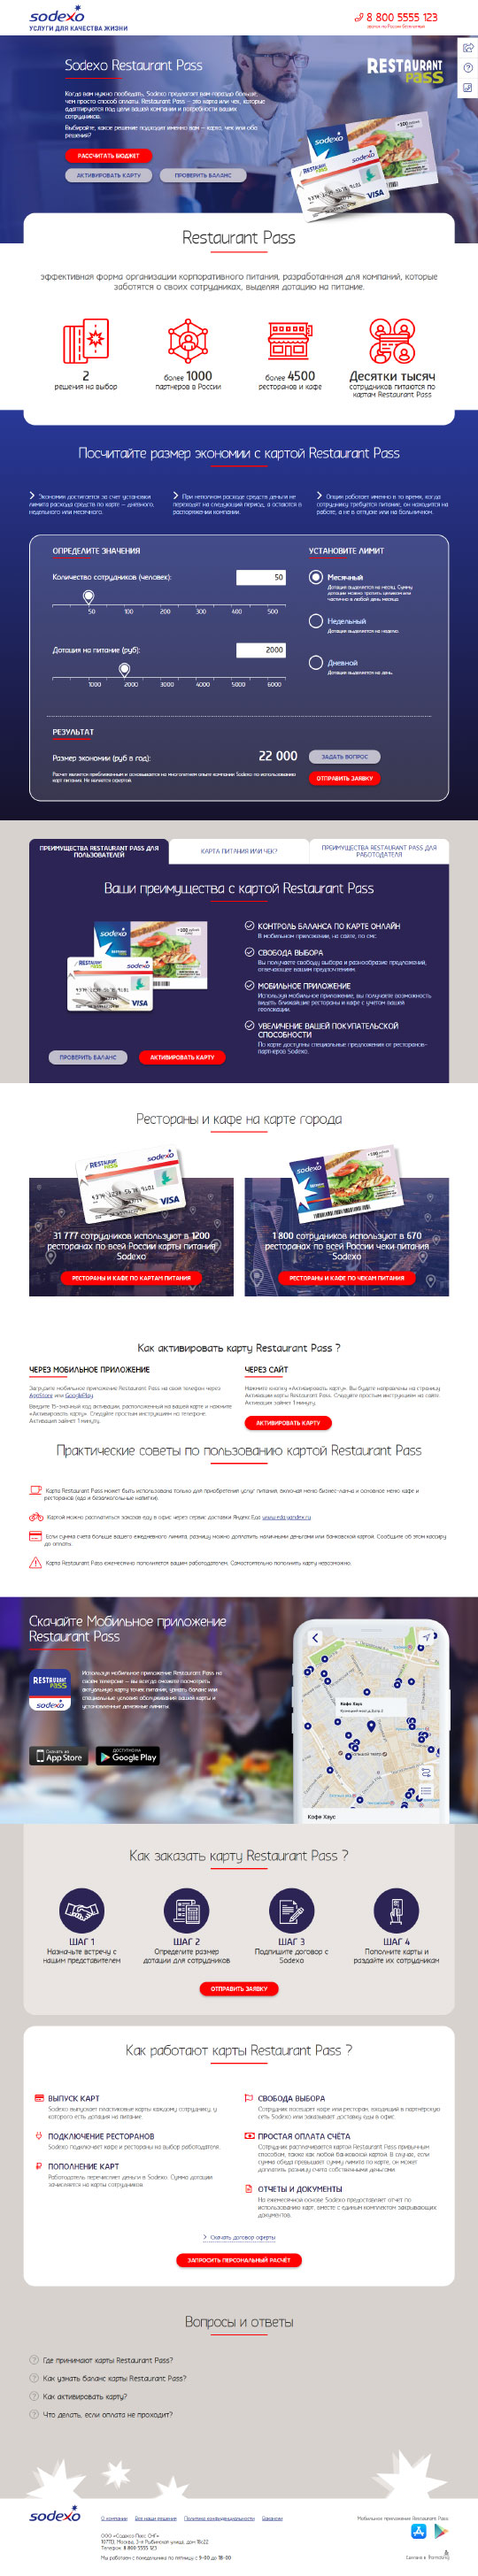 sodexo
УСЛУГИ ДЛЯ КАЧЕСТВА ЖИЗНИ
8 800 5555 123
Sodexo Restaurant Pass
RESTAURANT
PASS
Когда вам нужно пообедать, Sodexo предлагает вам гораздо больше,
чем просто способ оплаты. Restaurant Pass – это карта или чек, которые
адаптируются под цели вашей компании и потребности ваших
сотрудников.
Выбирайте, какое решение подходит именно вам – карта, чек или оба
решения?
РАССЧИТАТЬ БЮДЖЕТ
АКТИВИРОВАТЬ КАРТУ
ПРОВЕРИТЬ БАЛАНС
Restaurant Pass
эффективная форма организации корпоративного питания, разработанная для компаний, которые
заботятся о своих сотрудниках, выделяя дотацию на питание.
2
решения на выбор
более 1000
партнеров в России
более 4500
ресторанов и кафе
Десятки тысяч
сотрудников питаются по
картам Restaurant Pass
Посчитайте размер экономии с картой Restaurant Pass
Экономия достигается за счет установки
лимита расхода средств по карте – дневного,
недельного или месячного.
При неполном расходе средств деньги не
переходят на следующий период, а остаются в
распоряжении компании.
Опция работает именно в то время, когда
сотруднику требуется питание, он находится на
работе, а не в отпуске или на больничном.
ОПРЕДЕЛИТЕ ЗНАЧЕНИЯ
Количество сотрудников (человек):
50
50 100 200 300 400 500
Дотация на питание (руб):
2000
1000 2000 3000 4000 5000 6000
УСТАНОВИТЕ ЛИМИТ
Месячный
Дотация выделяется на месяц. Сумму
дотации можно тратить целиком или
частично в любой день месяца.
Недельный
Дотация выделяется на неделю.
Дневной
Дотация выделяется на день.
РЕЗУЛЬТАТ
Размер экономии (руб в год):
22 000
ЗАДАТЬ ВОПРОС
ОТПРАВИТЬ ЗАЯВКУ
Расчет является приблизительным и основывается на многолетнем опыте компании Sodexo по использованию
карт питания. Не является офертой.
ПРЕИМУЩЕСТВА RESTAURANT PASS ДЛЯ
ПОЛЬЗОВАТЕЛЕЙ
КАРТА ПИТАНИЯ ИЛИ ЧЕК?
ПРЕИМУЩЕСТВА RESTAURANT PASS ДЛЯ
РАБОТОДАТЕЛЯ
Ваши преимущества с картой Restaurant Pass
КОНТРОЛЬ БАЛАНСА ПО КАРТЕ ОНЛАЙН
В мобильном приложении, на сайте, по смс
СВОБОДА ВЫБОРА
Вы получаете свободу выбора и разнообразие предложений,
отвечающее вашим предпочтениям.
МОБИЛЬНОЕ ПРИЛОЖЕНИЕ
Используя мобильное приложение, вы получаете возможность
видеть ближайшие рестораны и кафе с учетом вашей
геолокации.
УВЕЛИЧЕНИЕ ВАШЕЙ ПОКУПАТЕЛЬСКОЙ
СПОСОБНОСТИ
По карте доступны специальные предложения от ресторанов-
партнеров Sodexo.
ПРОВЕРИТЬ БАЛАНС
АКТИВИРОВАТЬ КАРТУ
Рестораны и кафе на карте города
31 777 сотрудников используют в 1200
ресторанах по всей России карты питания
Sodexo
РЕСТОРАНЫ И КАФЕ ПО КАРТАМ ПИТАНИЯ
1 800 сотрудников используют в 670
ресторанах по всей России чеки питания
Sodexo
РЕСТОРАНЫ И КАФЕ ПО ЧЕКАМ ПИТАНИЯ
Как активировать карту Restaurant Pass ?
ЧЕРЕЗ МОБИЛЬНОЕ ПРИЛОЖЕНИЕ
Загрузите мобильное приложение Restaurant Pass на свой телефон через
AppStore или GooglePlay
Введите 15-значный код активации, расположенный на вашей карте и нажмите
«Активировать карту». Следуйте простым инструкциям на телефоне.
Активация займет 1 минуту.
ЧЕРЕЗ САЙТ
Нажмите кнопку «Активировать карту». Вы будете направлены на страницу
Активации карты Restaurant Pass. Следуйте простым инструкциям на сайте.
Активация займет 1 минуту.
АКТИВИРОВАТЬ КАРТУ
Практические советы по пользованию картой Restaurant Pass
Карта Restaurant Pass может быть использована только для приобретения услуг питания, включая меню бизнес-ланча и основное меню кафе и
ресторанов (еда и безалкогольные напитки).
Картой можно расплатиться заказав еду в офис через сервис доставки Яндекс.Еда www.eda.yandex.ru
Если сумма счета больше вашего ежедневного лимита, разницу можно доплатить наличными деньгами или банковской картой. Сообщите об этом кассиру
до оплаты.
Карта Restaurant Pass ежемесячно пополняется вашим работодателем. Самостоятельно пополнить карту невозможно.
Скачайте Мобильное приложение
Restaurant Pass
Используя мобильное приложение Restaurant Pass на
своем телефоне – вы всегда сможете посмотреть
актуальную карту точек питания, узнать баланс или
специальные условия обслуживания вашей карты и
установленные денежные лимиты
App Store
ДОСТУПНО НА
Google Play
Кофе Хаус
Кофе Хаус
Как заказать карту Restaurant Pass ?
ШАГ 1
Назначьте встречу с
нашим представителем
ШАГ 2
Определите размер
дотации для сотрудников
ШАГ 3
Подпишите договор с
Sodexo
ШАГ 4
Пополните карты и
раздайте их сотрудникам
ОТПРАВИТЬ ЗАЯВКУ
Как работают карты Restaurant Pass ?
ВЫПУСК КАРТ
Sodexo выпускает пластиковые карты каждому сотруднику, у
которого есть дотация на питание
ПОДКЛЮЧЕНИЕ РЕСТОРАНОВ
Sodexo подключает кафе и рестораны на выбор работодателя.
ПОПОЛНЕНИЕ КАРТ
Работодатель перечисляет деньги в Sodexo. Сумма дотации
зачисляется на карты сотрудников.
СВОБОДА ВЫБОРА
Сотрудник посещает кафе или ресторан, входящий в партнёрскую
сеть Sodexo или заказывает доставку еды в офис
ПРОСТАЯ ОПЛАТА СЧЁТА
Сотрудник расплачивается картой Restaurant Pass привычным
способом, также как любой банковской картой. В случае, если
сумма обеда превышает сумму лимита по карте, он может
доплатить разницу счета собственными деньгами
ОТЧЕТЫ И ДОКУМЕНТЫ
На ежемесячной основе Sodexo предоставляет отчет по
использованию карт, вместе с единым комплектом закрывающих
документов.
Скачать договор оферты
ЗАПРОСИТЬ ПЕРСОНАЛЬНЫЙ РАСЧЁТ
Вопросы и ответы
Где принимают карты Restaurant Pass?
Как узнать баланс карты Restaurant Pass?
Как активировать карту?
Что делать, если оплата не проходит?
sodexo
О компании Все наши решения Политика конфиденциальности Вакансии
Мобильное приложение Restaurant Pass
ООО «Содексо Пасс СНГ»
Телефон: 8 800 5555 123
Мы работаем с понедельника по пятницу с 9-00 до 18-00